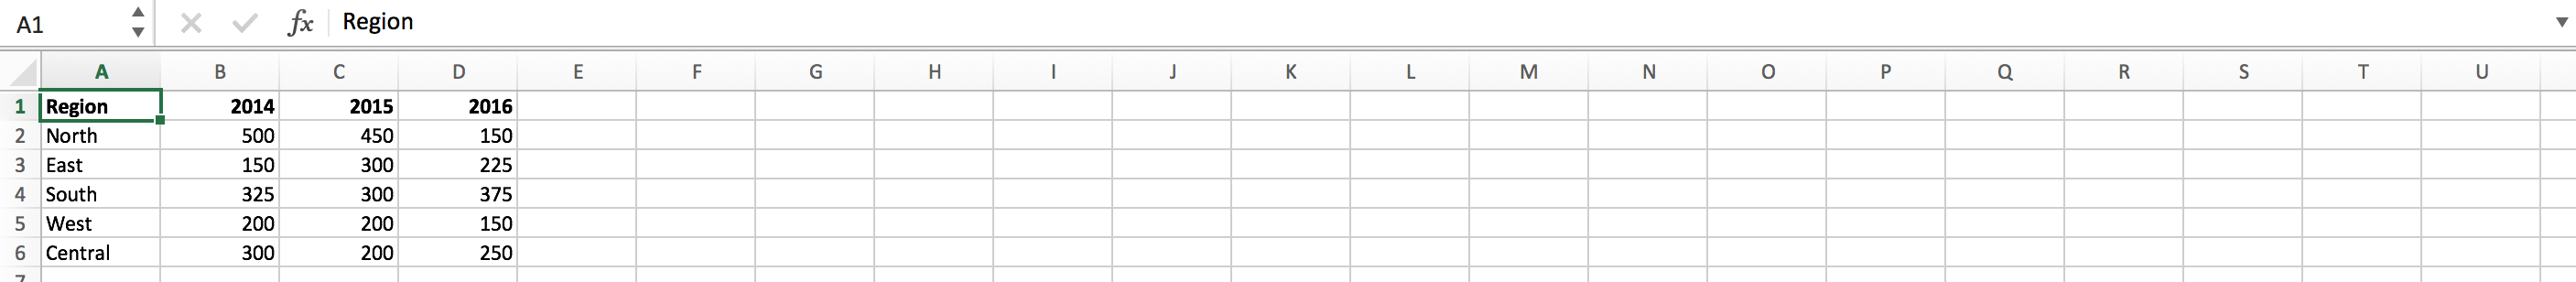 A1 fx Region
A B C D E F G H I J K L M N O P Q R S T U
1 Region 2014 2015 2016
2 North 500 450 150
3 East 150 300 225
4 South 325 300 375
5 West 200 200 150
6 Central 300 200 250
7